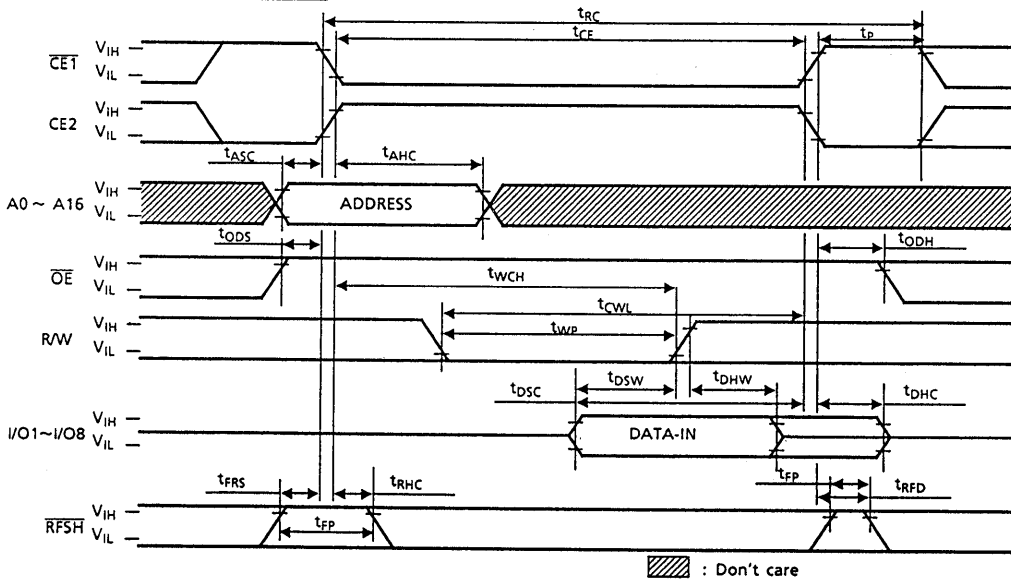 tRC
tCE
tP
CE1
VIH
VIL
CE2
VIH
VIL
tASC
tAHC
A0 ~ A16
VIH
VIL
ADDRESS
tODS
tODH
OE
VIH
VIL
tWCH
tCWL
R/W
VIH
VIL
tWP
tDSC
tDSW
tDHW
tDHC
I/O1~I/O8
VIH
VIL
DATA-IN
tFRS
tRHC
tFP
tRFD
RFSH
VIH
VIL
tFP
: Don't care